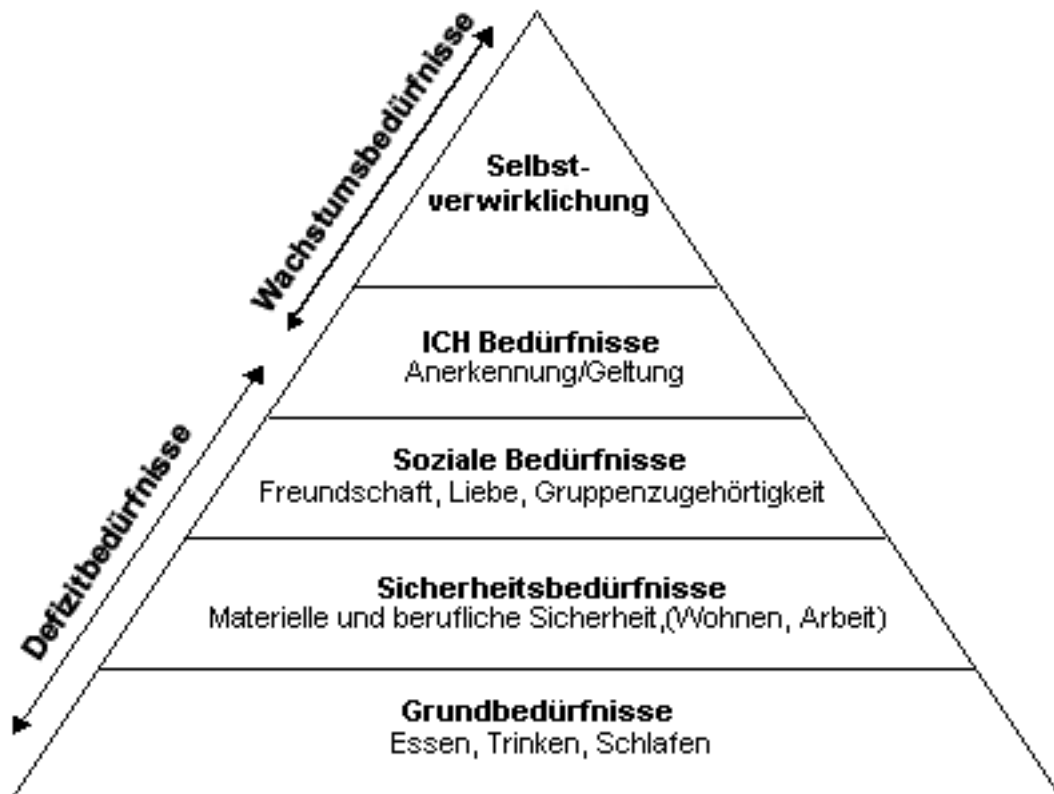 Wachstumsbedürfnisse
Defizitbedürfnisse
Selbst-
verwirklichung
ICH Bedürfnisse
Anerkennung/Geltung
Soziale Bedürfnisse
Freundschaft, Liebe, Gruppenzugehörtigkeit
Sicherheitsbedürfnisse
Materielle und berufliche Sicherheit,(Wohnen, Arbeit)
Grundbedürfnisse
Essen, Trinken, Schlafen